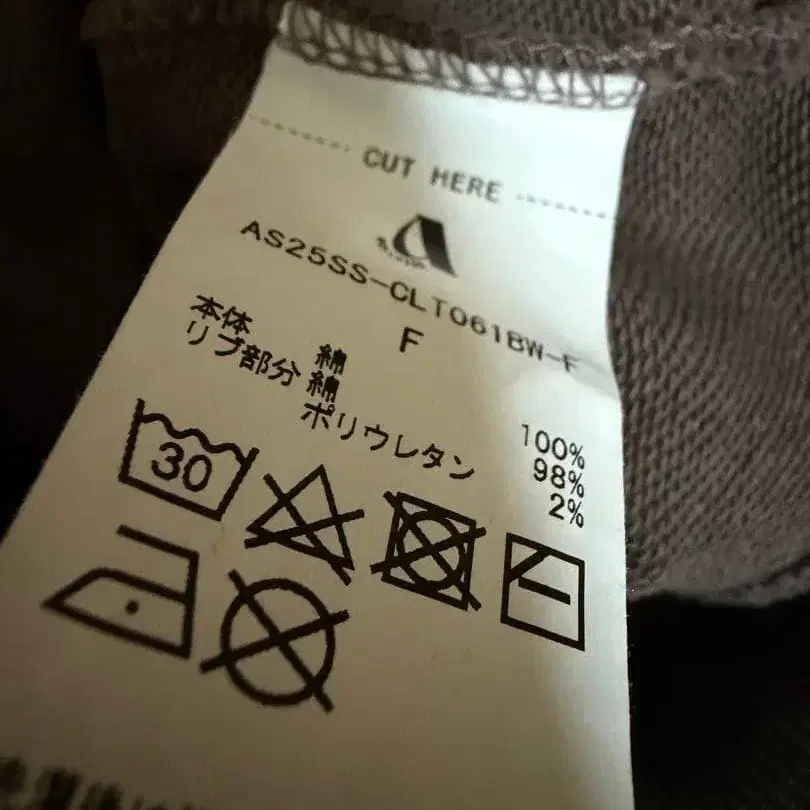 CUT HERE
AS25SS-CLT061BW-F
F
本体 綿 100%
リブ部分 綿 98%
ポリウレタン 2%
30